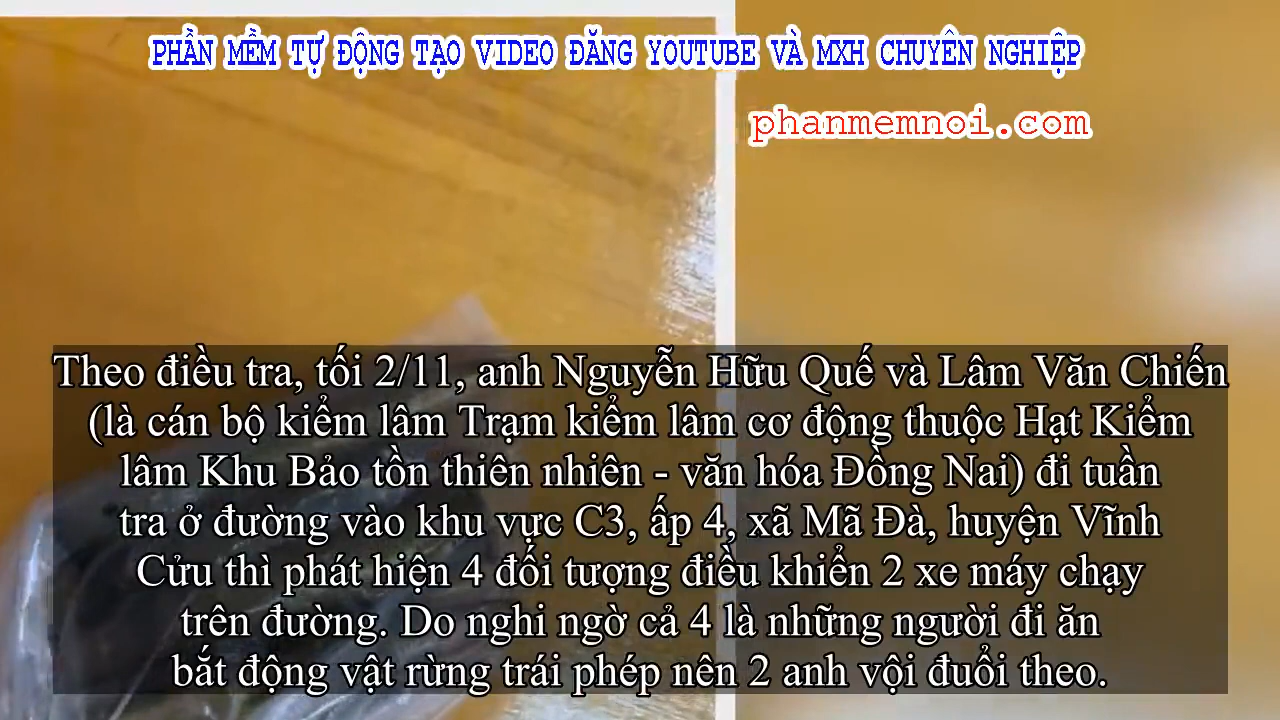 PHẦN MỀM TỰ ĐỘNG TẠO VIDEO ĐĂNG YOUTUBE VÀ MXH CHUYÊN NGHIỆP
phanmemnoi.com
Theo điều tra, tối 2/11, anh Nguyễn Hữu Quế và Lâm Văn Chiến
(là cán bộ kiểm lâm Trạm kiểm lâm cơ động thuộc Hạt Kiểm
lâm Khu Bảo tồn thiên nhiên - văn hóa Đồng Nai) đi tuần
tra ở đường vào khu vực C3, ấp 4, xã Mã Đà, huyện Vĩnh
Cửu thì phát hiện 4 đối tượng điều khiển 2 xe máy chạy
trên đường. Do nghi ngờ cả 4 là những người đi ăn
bắt động vật rừng trái phép nên 2 anh vội đuổi theo.